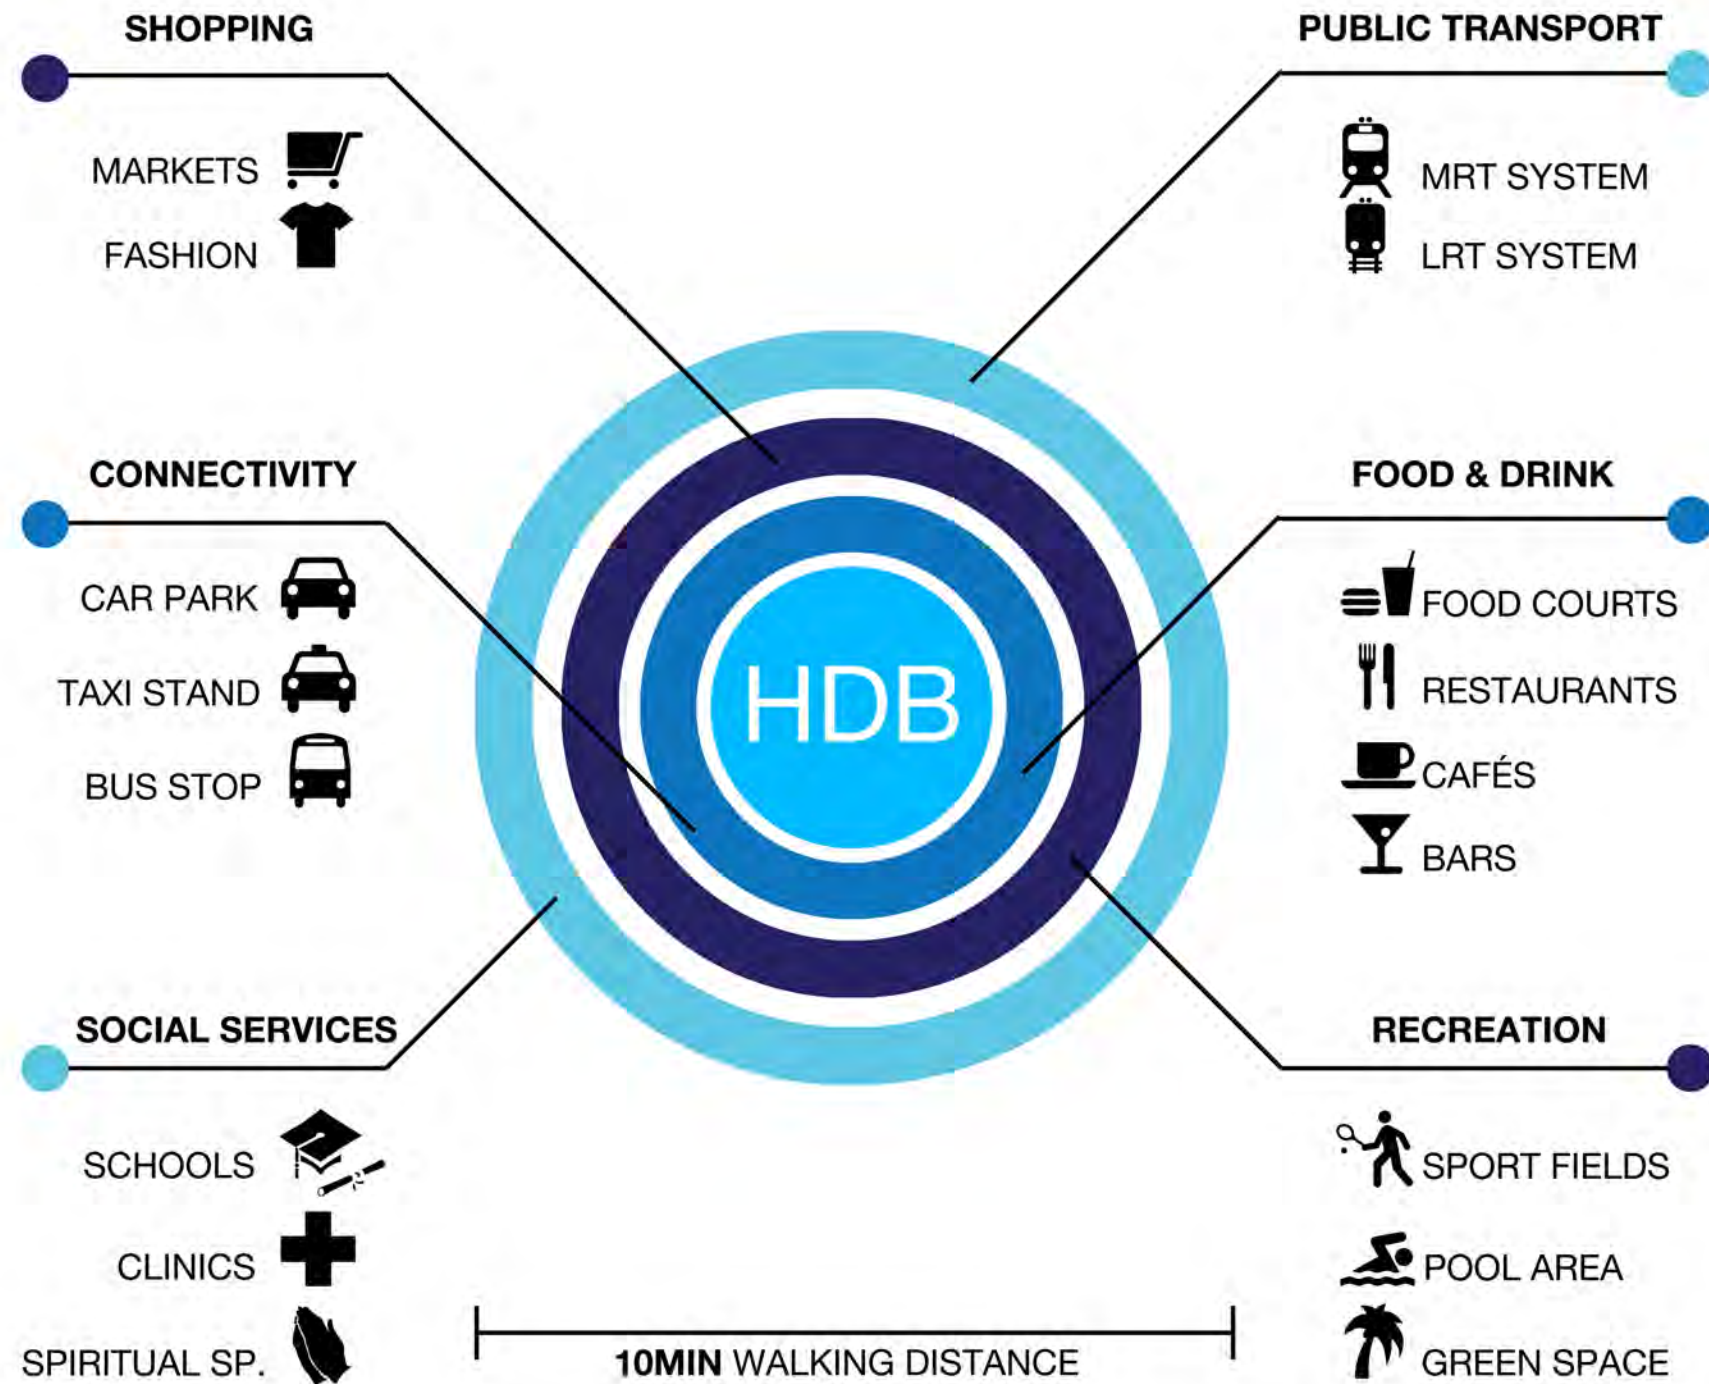 SHOPPING
MARKETS
FASHION
PUBLIC TRANSPORT
MRT SYSTEM
LRT SYSTEM
CONNECTIVITY
CAR PARK
TAXI STAND
BUS STOP
HDB
FOOD & DRINK
FOOD COURTS
RESTAURANTS
CAFÉS
BARS
SOCIAL SERVICES
SCHOOLS
CLINICS
SPIRITUAL SP.
RECREATION
SPORT FIELDS
POOL AREA
GREEN SPACE
10MIN WALKING DISTANCE